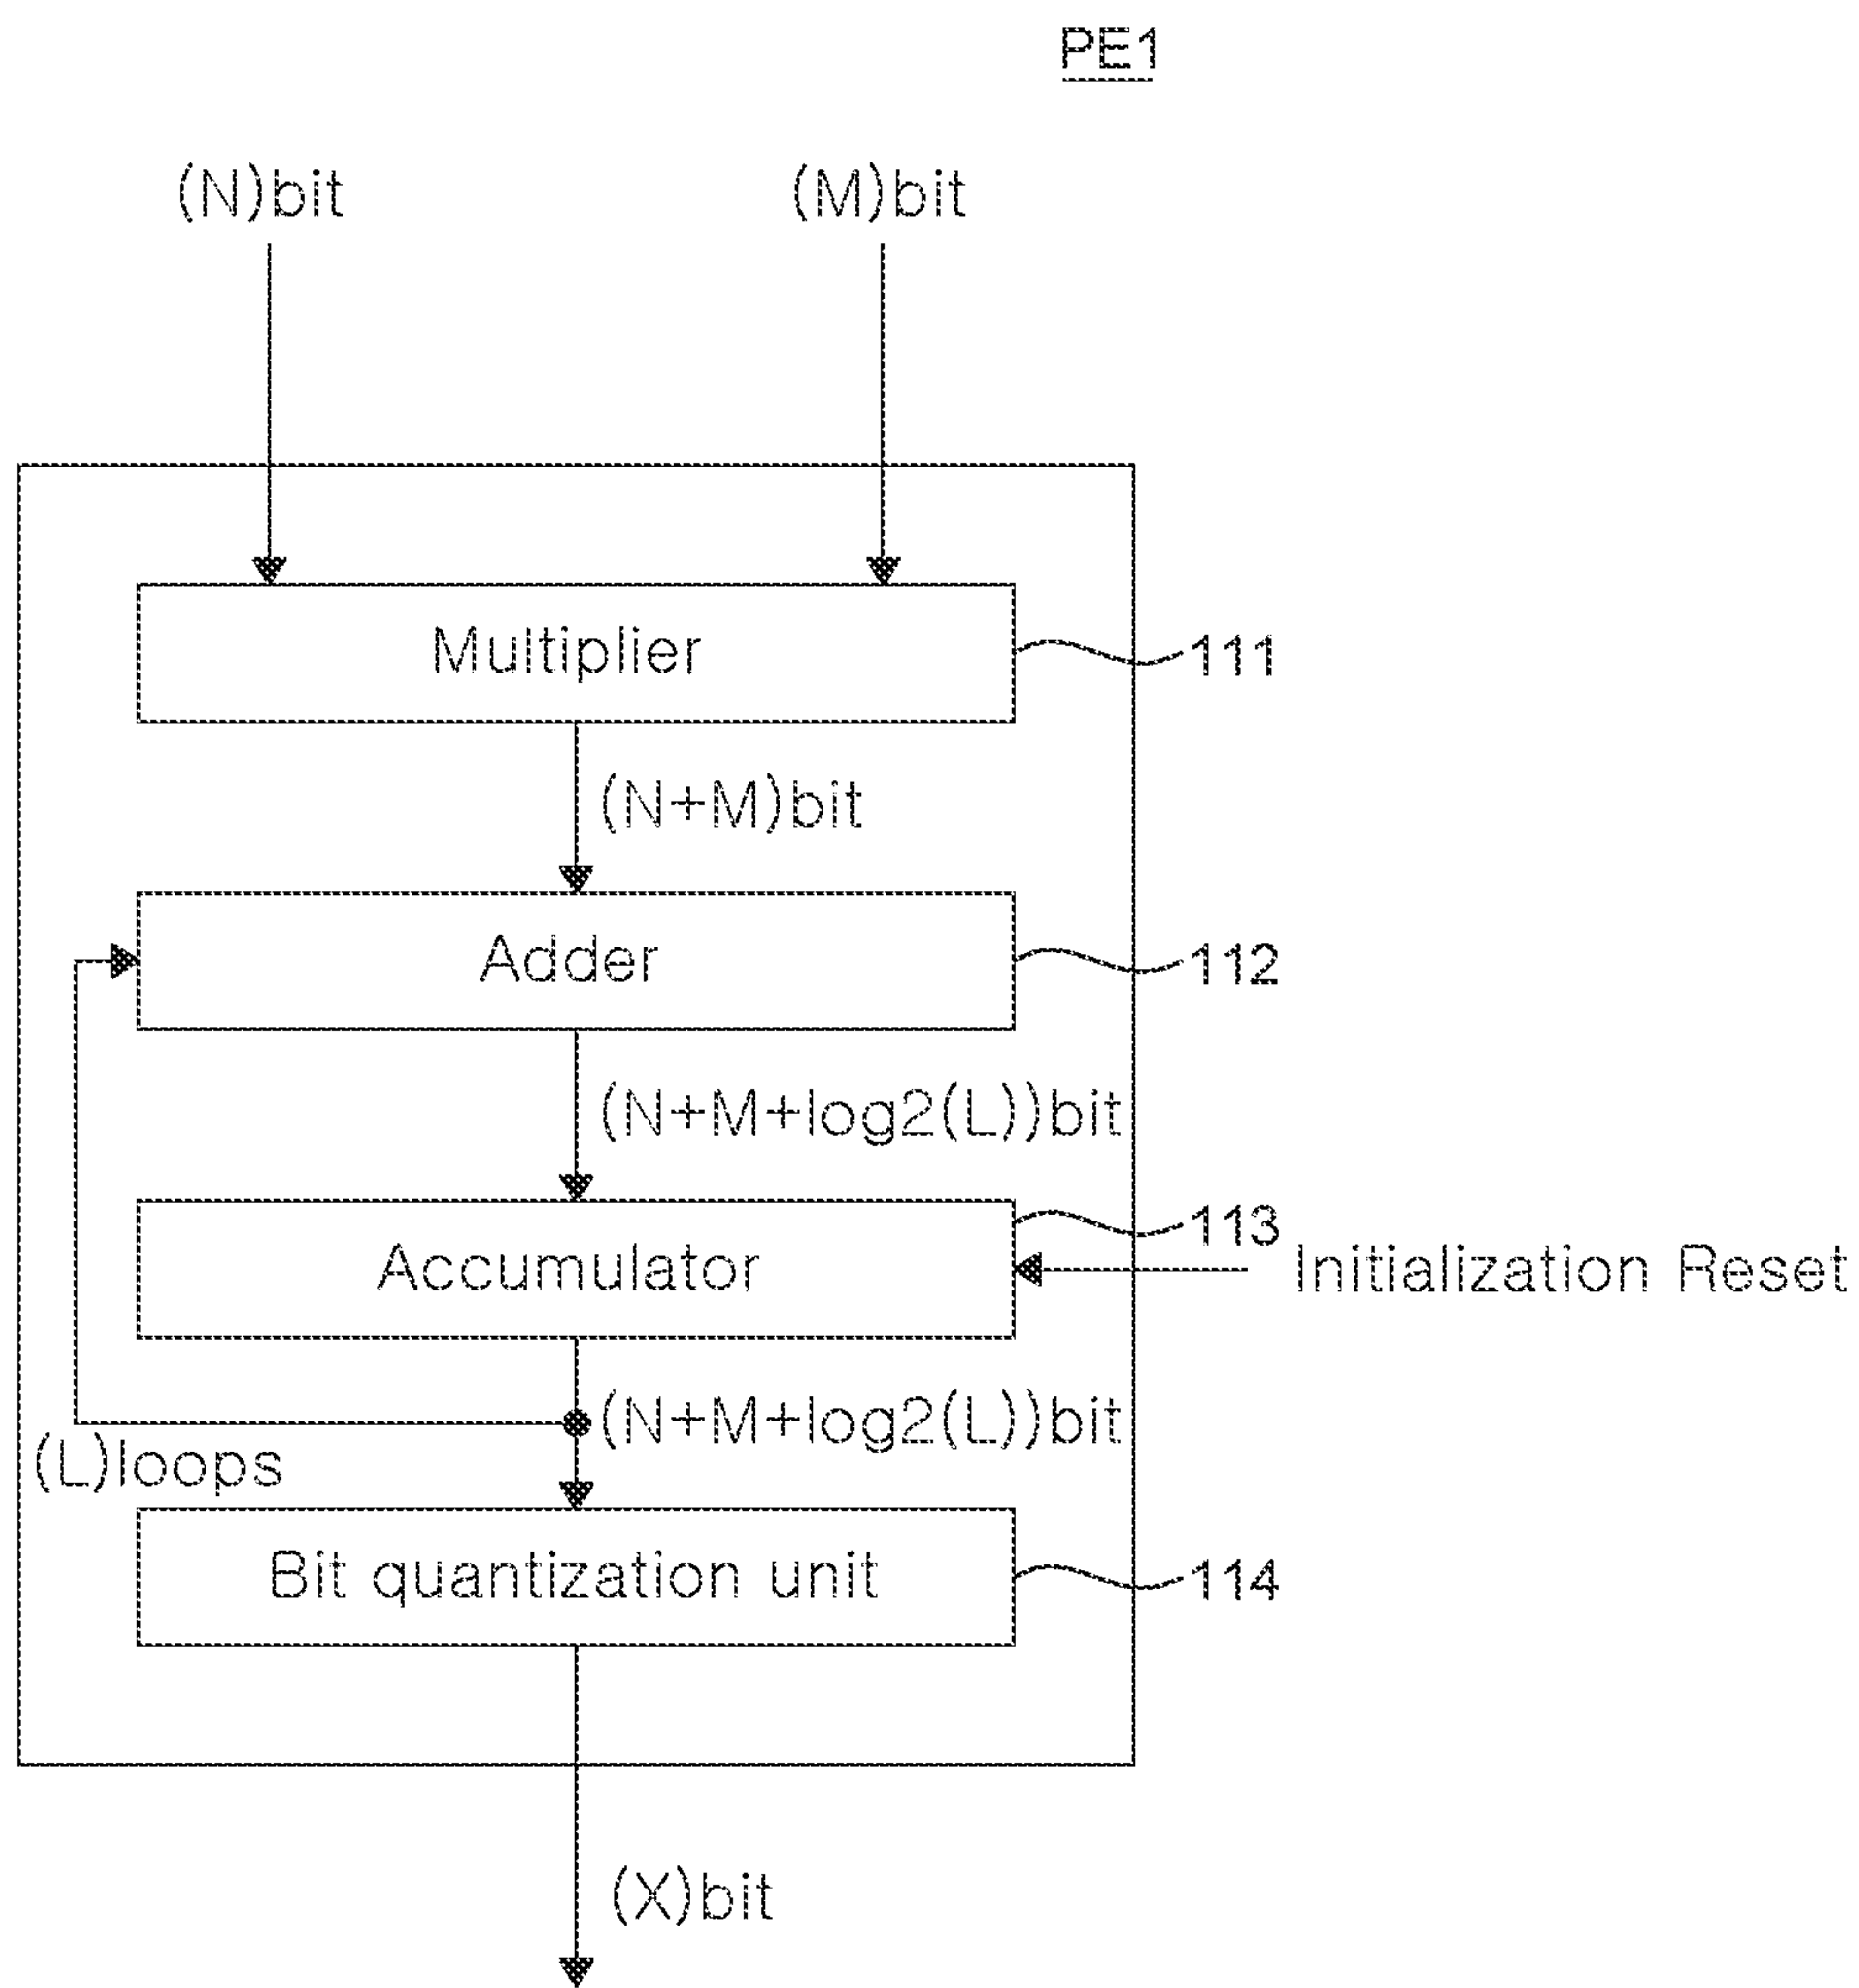 PE1
(N)bit
(M)bit
Multiplier
111
(N+M)bit
Adder
112
(N+M+log2(L))bit
Accumulator
113
Initialization Reset
(N+M+log2(L))bit
(L)loops
Bit quantization unit
114
(X)bit